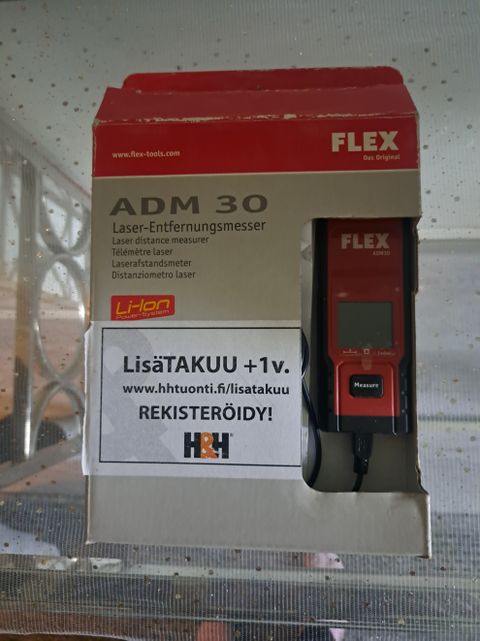 www.flex-tools.com
FLEX
Das Original
ADM 30
Laser-Entfernungsmesser
Laser distance measurer
Télémètre laser
Laserafstandsmeter
Distanziometro laser
Li-Ion
Power-System
FLEX
ADM30
Measure
LisäTAKUU +1v.
www.hhtuonti.fi/lisatakuu
REKISTERÖIDY!
H&H